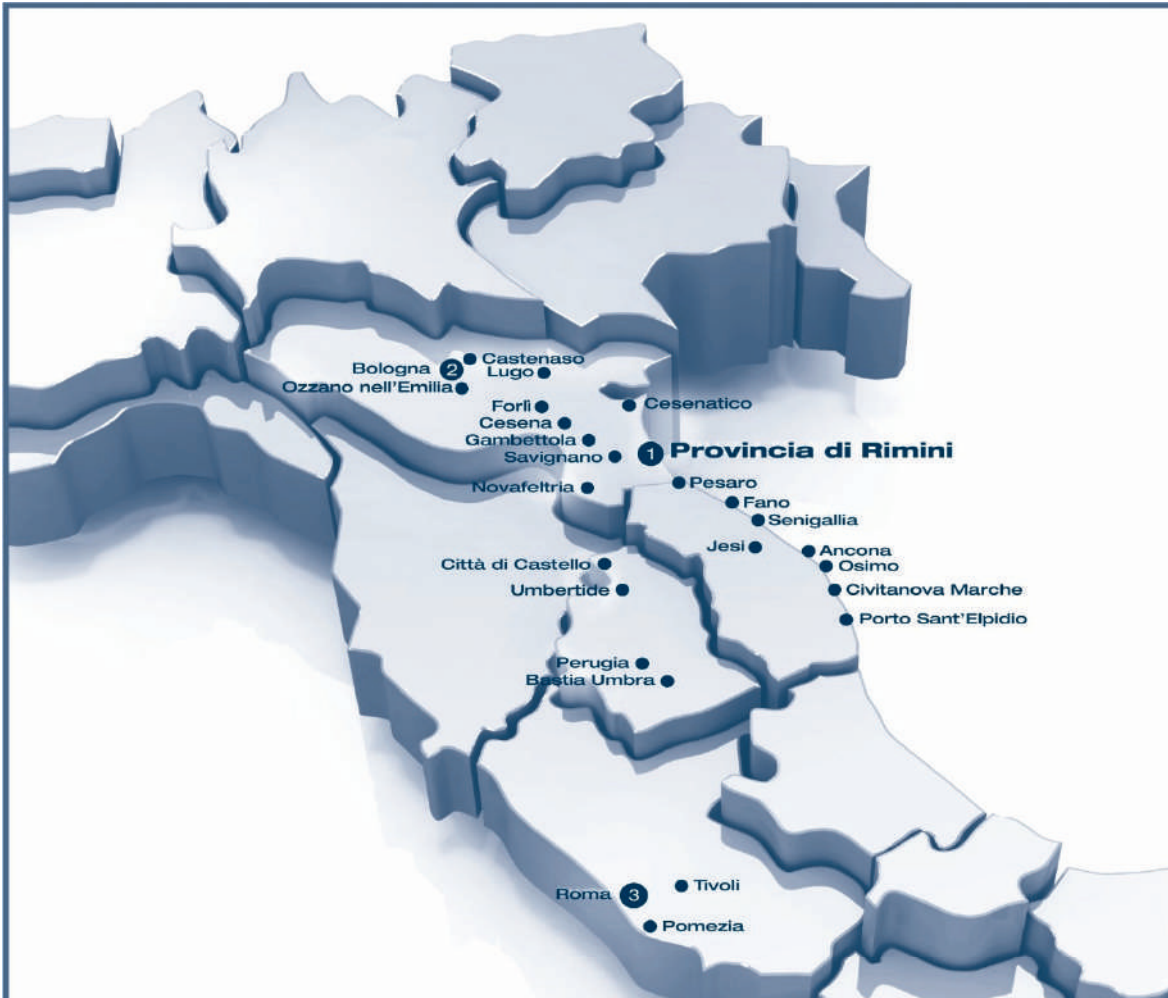 Castenaso
Bologna 2
Lugo
Ozzano nell'Emilia
Forlì
Cesenatico
Cesena
Gambettola
1 Provincia di Rimini
Savignano
Pesaro
Novafeltria
Fano
Senigallia
Jesi
Ancona
Città di Castello
Osimo
Umbertide
Civitanova Marche
Porto Sant'Elpidio
Perugia
Bastia Umbra
Tivoli
Roma 3
Pomezia